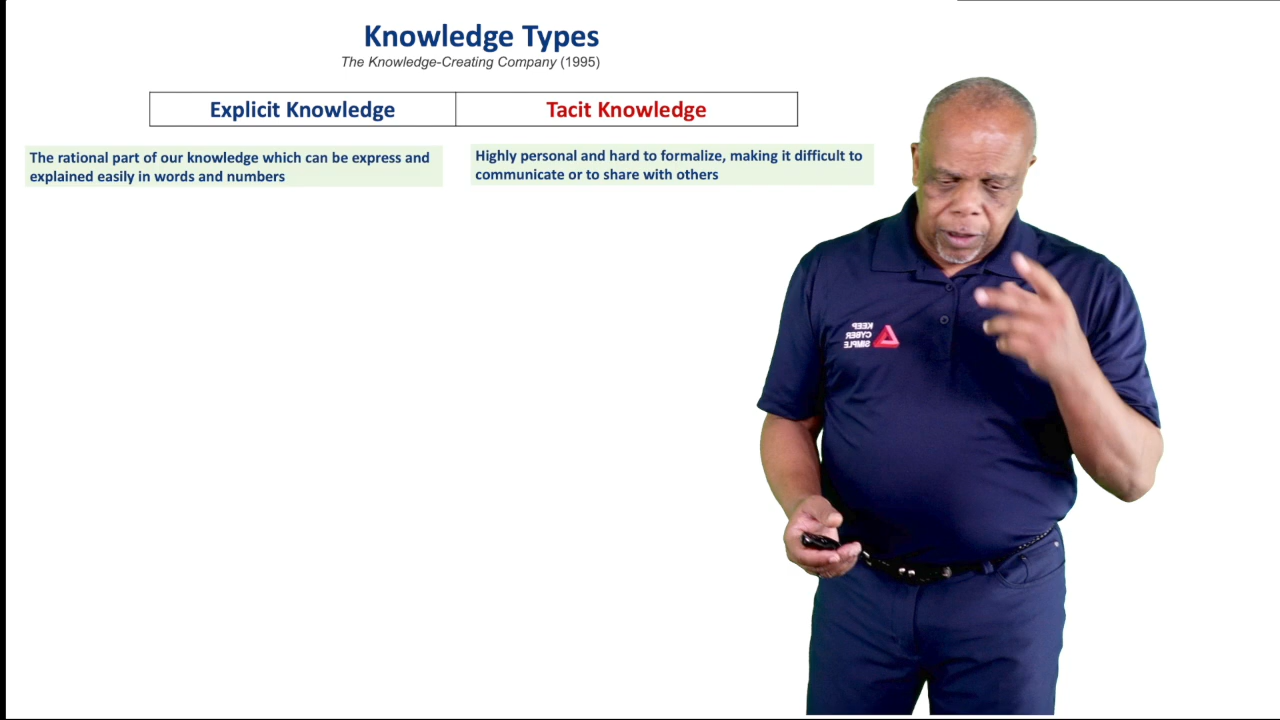 Knowledge Types
The Knowledge-Creating Company (1995)
Explicit Knowledge
Tacit Knowledge
The rational part of our knowledge which can be express and
explained easily in words and numbers
Highly personal and hard to formalize, making it difficult to
communicate or to share with others
KEEP
CYBER
SIMPLE